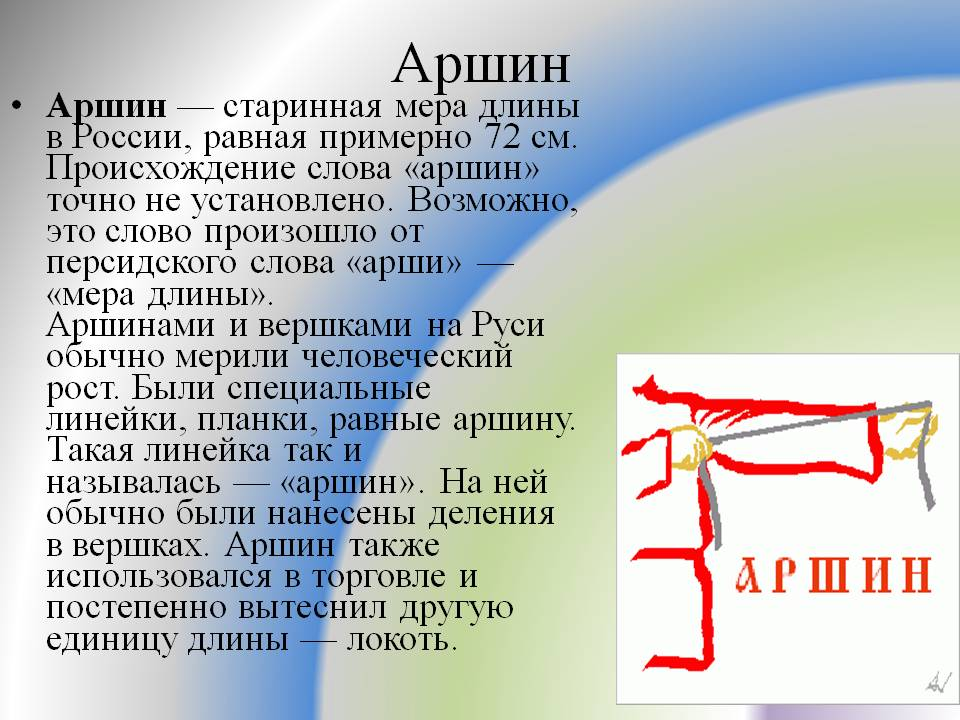 Аршин
• Аршин — старинная мера длины
в России, равная примерно 72 см.
Происхождение слова «аршин»
точно не установлено. Возможно,
это слово произошло от
персидского слова «арши» —
«мера длины».
Аршинами и вершками на Руси
обычно мерили человеческий
рост. Были специальные
линейки, планки, равные аршину.
Такая линейка так и
называлась — «аршин». На ней
обычно были нанесены деления
в вершках. Аршин также
использовался в торговле и
постепенно вытеснил другую
единицу длины — локоть.
АРШИН